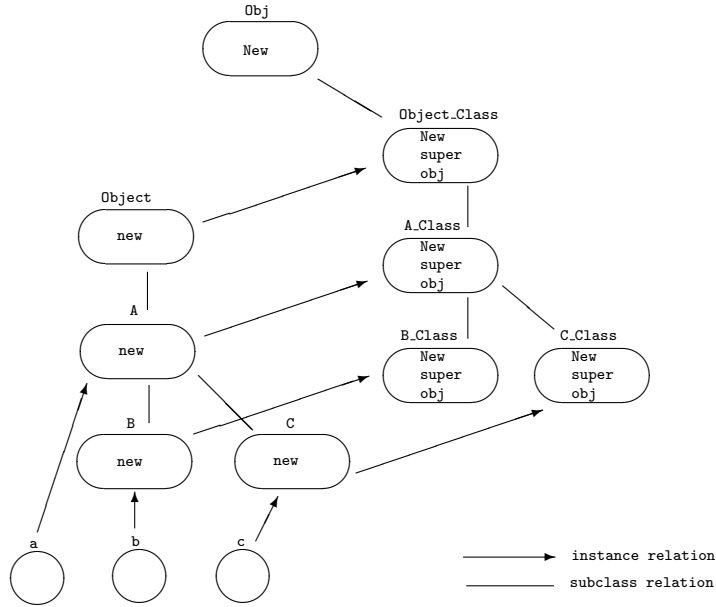 Obj
New
Object_Class
New
super
obj
Object
new
A_Class
New
super
obj
A
new
B_Class
New
super
obj
C_Class
New
super
obj
B
new
C
new
a
b
c
instance relation
subclass relation